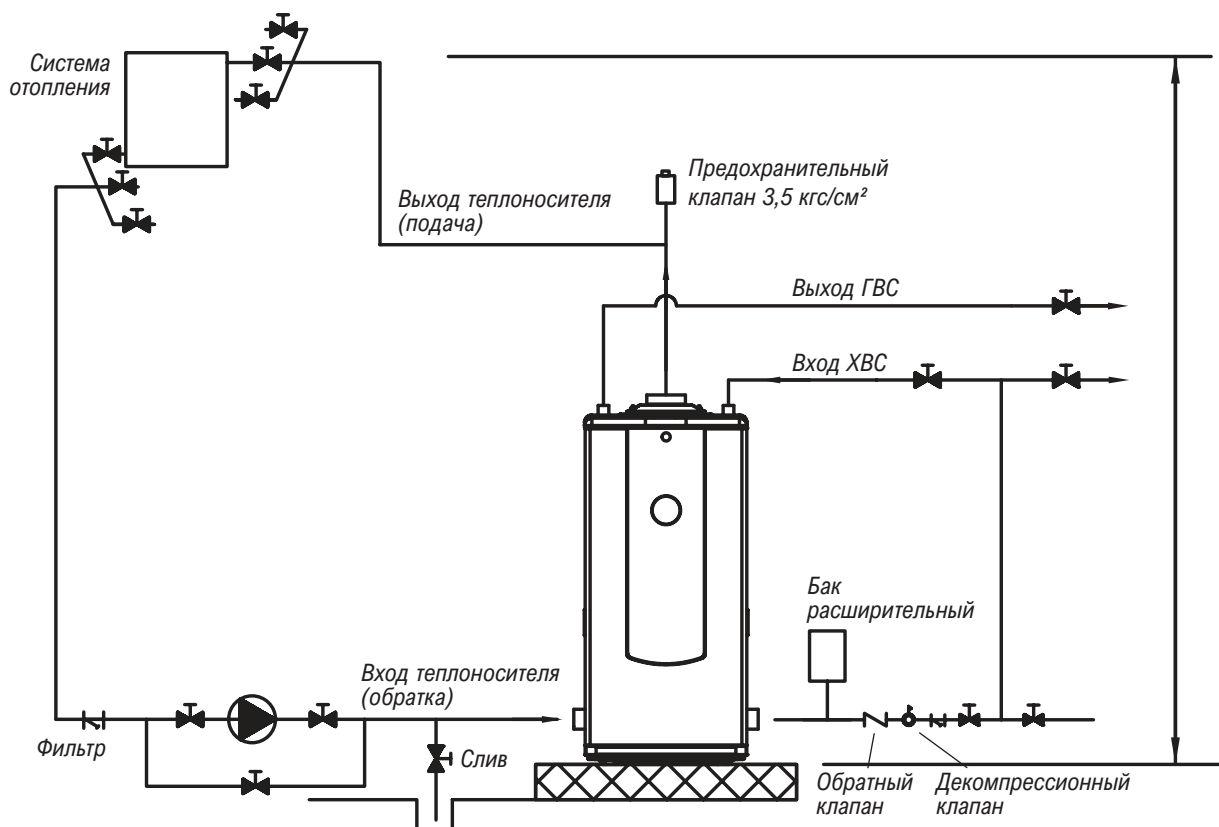 Система
отопления
Предохранительный
клапан 3,5 кгс/см²
Выход теплоносителя
(подача)
Выход ГВС
Вход ХВС
Бак
расширительный
Вход теплоносителя
(обратка)
Фильтр
Слив
Обратный
клапан
Декомпрессионный
клапан